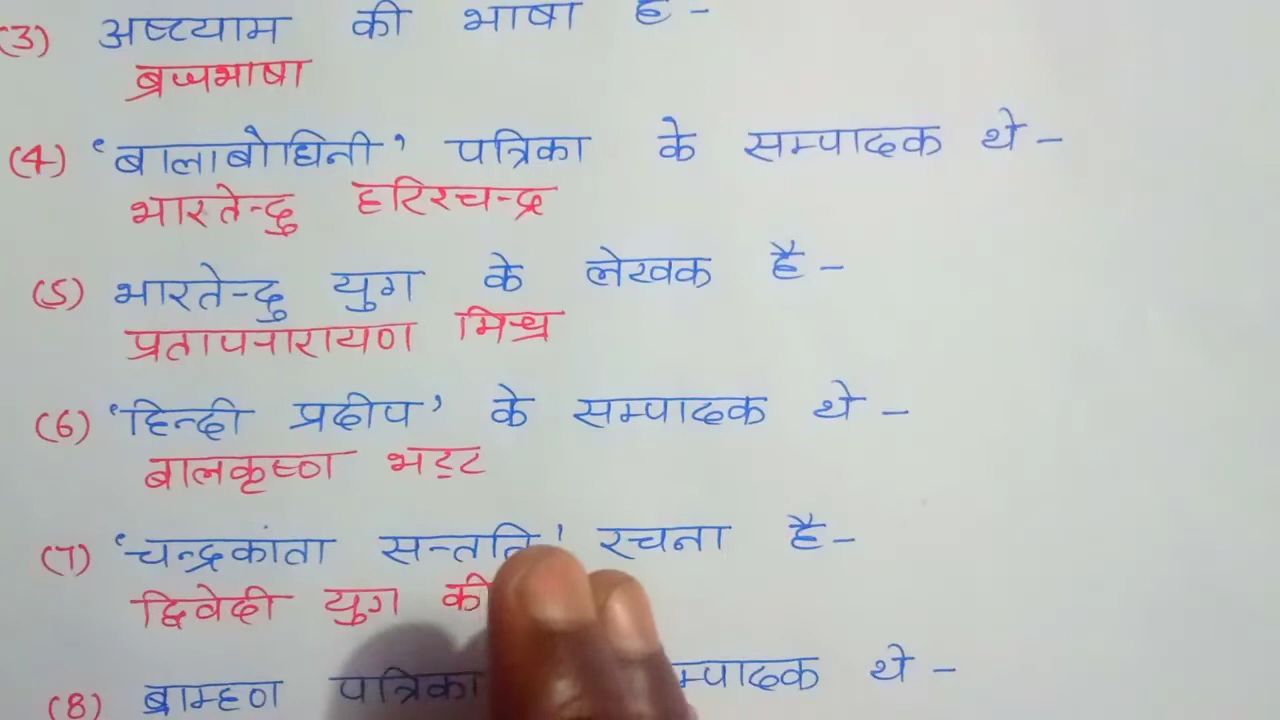 (3) अष्टयाम की भाषा है -
ब्रजभाषा
(4) 'बालाबोधिनी' पत्रिका के सम्पादक थे -
भारतेन्दु हरिश्चन्द्र
(5) भारतेन्दु युग के लेखक है -
प्रतापनारायण मिश्र
(6) 'हिन्दी प्रदीप' के सम्पादक थे -
बालकृष्ण भट्ट
(7) 'चन्द्रकांता सन्तति' रचना है -
द्विवेदी युग की
(8) ब्राम्हण पत्रिका म्पादक थे -